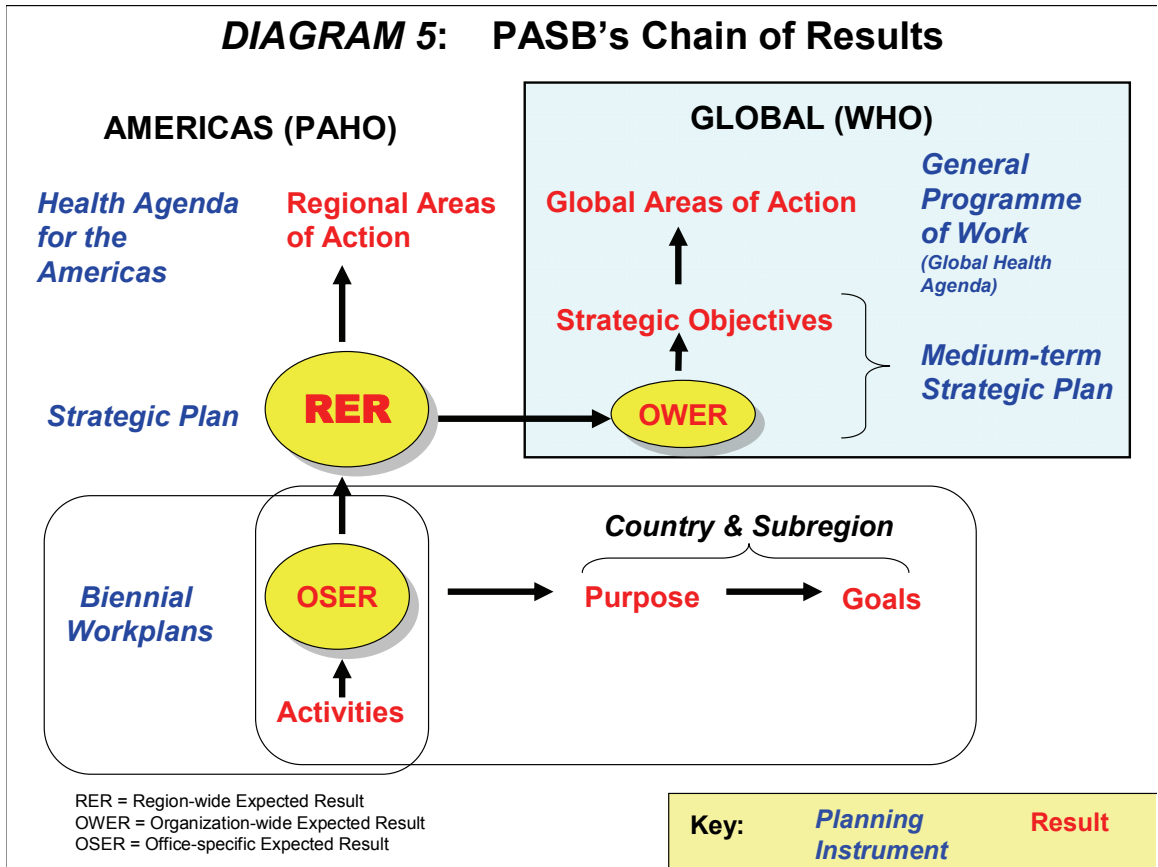 DIAGRAM 5: PASB's Chain of Results
AMERICAS (PAHO)
Health Agenda
for the
Americas
Regional Areas
of Action
Strategic Plan
RER
GLOBAL (WHO)
Global Areas of Action
General
Programme
of Work
(Global Health
Agenda)
Strategic Objectives
Medium-term
Strategic Plan
OWER
Biennial
Workplans
OSER
Activities
Country & Subregion
Purpose
Goals
RER = Region-wide Expected Result
OWER = Organization-wide Expected Result
OSER = Office-specific Expected Result
Key:
Planning
Instrument
Result